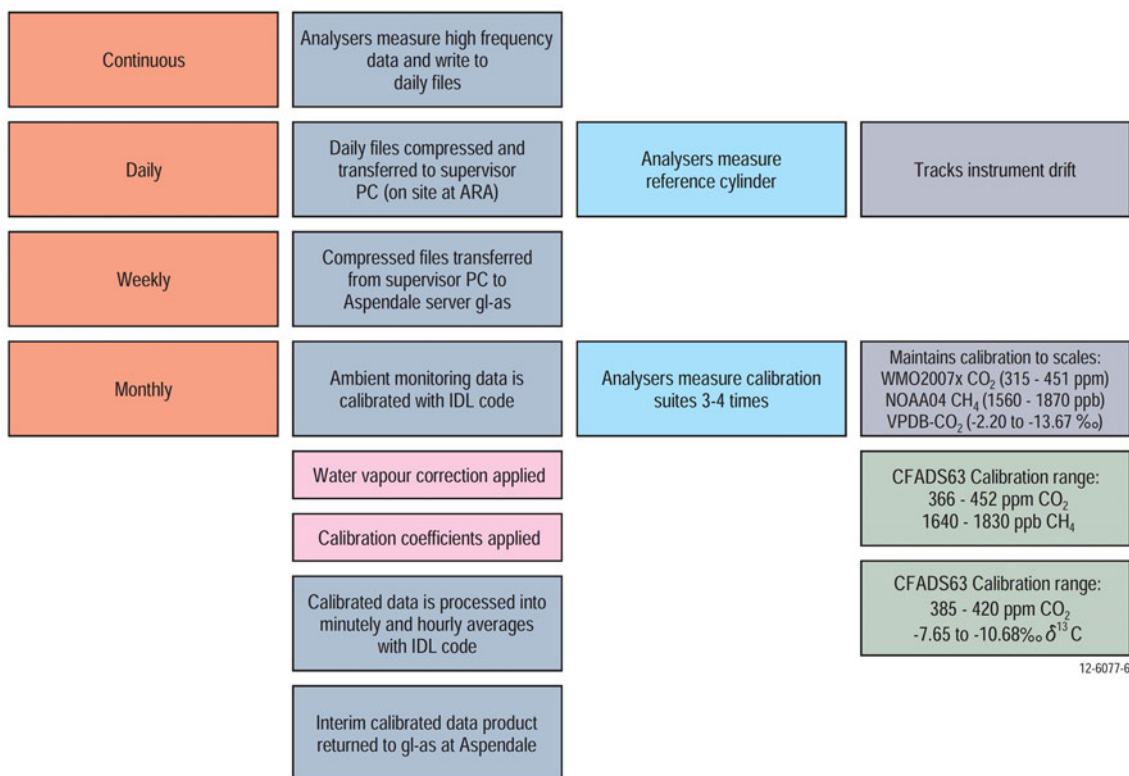 Continuous
Analysers measure high frequency
data and write to
daily files
Daily
Daily files compressed and
transferred to supervisor
PC (on site at ARA)
Analysers measure
reference cylinder
Tracks instrument drift
Weekly
Compressed files transferred
from supervisor PC to
Aspendale server gl-as
Monthly
Ambient monitoring data is
calibrated with IDL code
Analysers measure calibration
suites 3-4 times
Maintains calibration to scales:
WMO2007x CO₂ (315 - 451 ppm)
NOAA04 CH₄ (1560 - 1870 ppb)
VPDB-CO₂ (-2.20 to -13.67 ‰)
Water vapour correction applied
Calibration coefficients applied
Calibrated data is processed into
minutely and hourly averages
with IDL code
Interim calibrated data product
returned to gl-as at Aspendale
CFADS63 Calibration range:
366 - 452 ppm CO₂
1640 - 1830 ppb CH₄
CFADS63 Calibration range:
385 - 420 ppm CO₂
-7.65 to -10.68‰ δ¹³C
12-6077-6